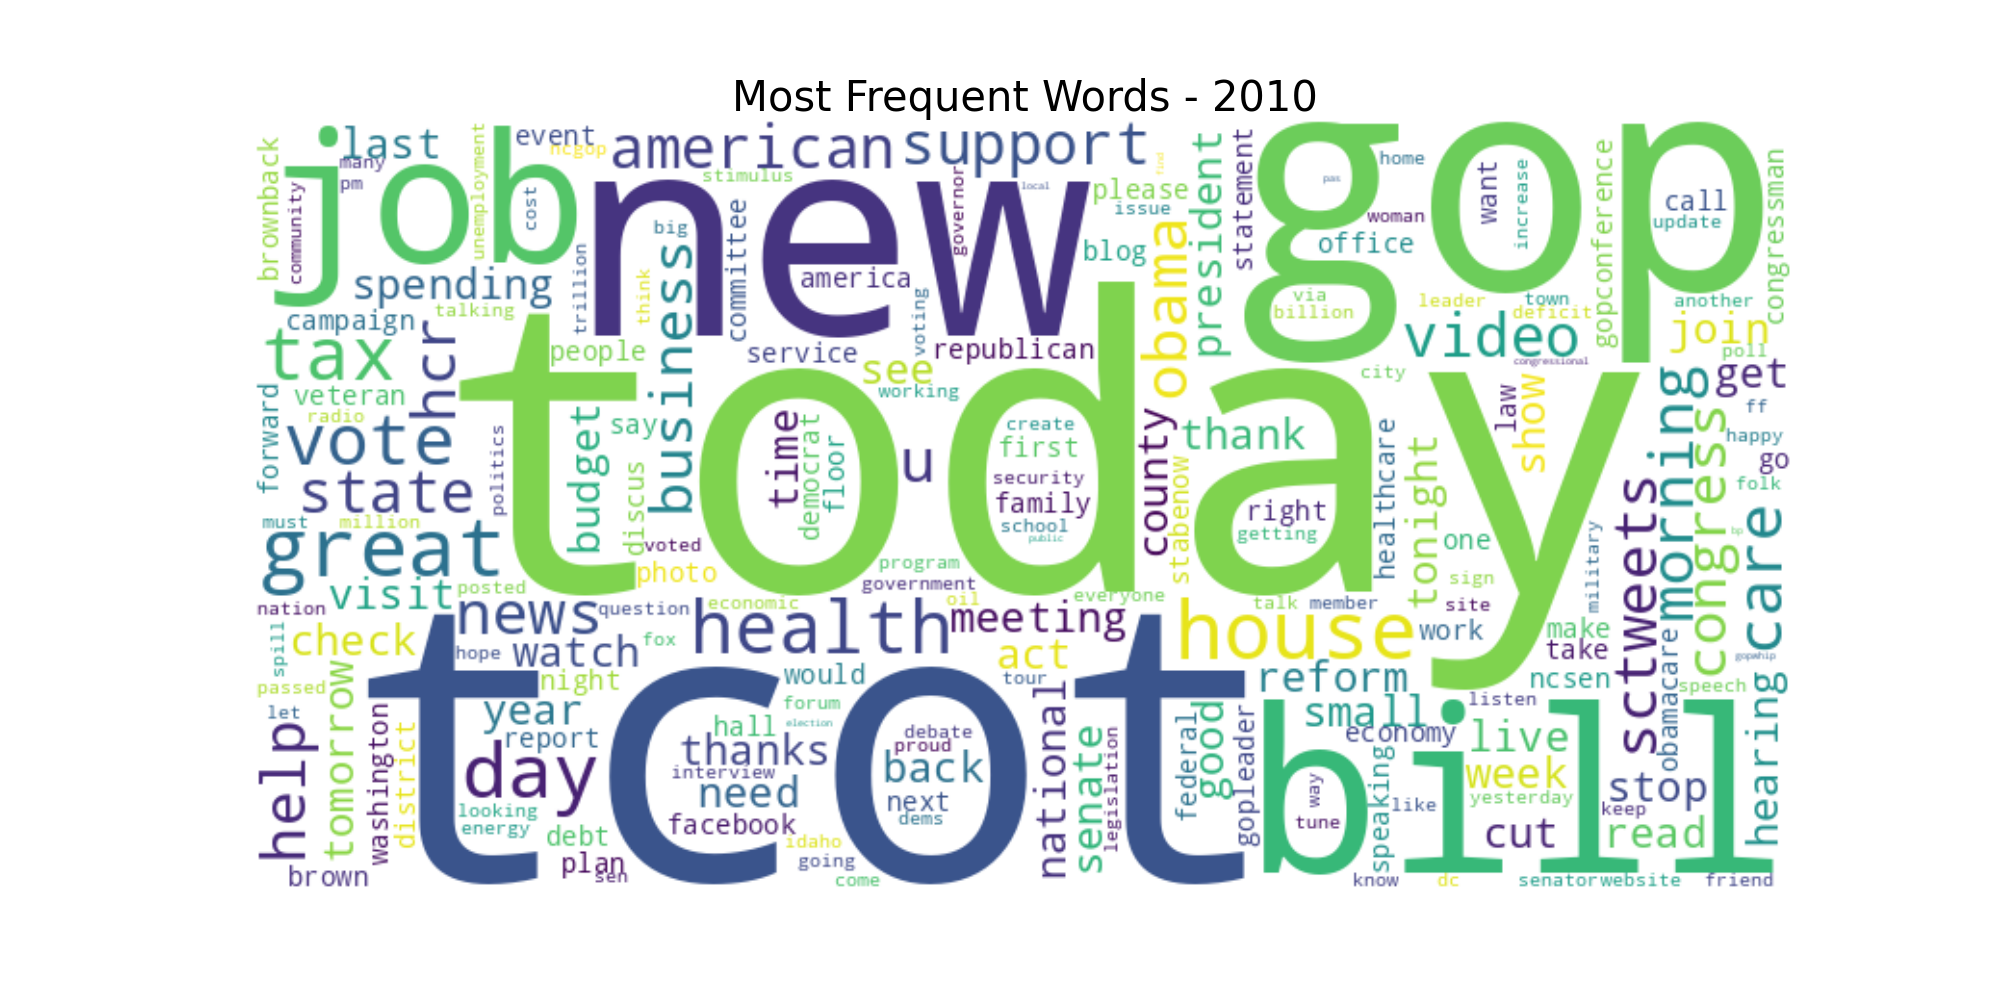 Most Frequent Words - 2010
today
tcot
new
gop
job
bill
last
many
pm
event
ncgop
american
support
brownback
community
unemployment
cost
stimulus
governor
local
find
please
issue
president
statement
home
pas
woman
want
increase
call
update
office
gopconference
congressman
big
business
committee
america
blog
obama
spending
trillion
think
voting
via
billion
leader
town
deficit
another
campaign
talking
hcr
tax
people
service
republican
see
working
video
congressional
join
poll
get
city
veteran
radio
forward
vote
state
politics
budget
say
discuss
time
democrat
floor
u
create
first
security
family
school
public
county
thank
stabenow
right
getting
healthcare
tonight
law
show
morning
congress
ff
happy
go
folk
must
million
great
voted
photo
program
government
everyone
one
sign
site
military
sctweets
bp
care
visit
posted
nation
news
question
economic
oil
health
meeting
house
talk
member
work
make
take
spill
check
hope
watch
fox
act
tour
reform
ncsen
obamacare
gopwhip
speech
passed
night
would
forum
election
listen
small
economy
let
help
tomorrow
washington
district
year
report
day
hall
thanks
interview
need
facebook
debate
proud
back
next
dems
national
senate
legislation
federal
good
gopleader
live
week
yesterday
stop
keep
hearing
looking
energy
debt
idaho
going
plan
sen
come
way
tune
speaking
like
cut
read
brown
know
dc
senatorwebsite
friend